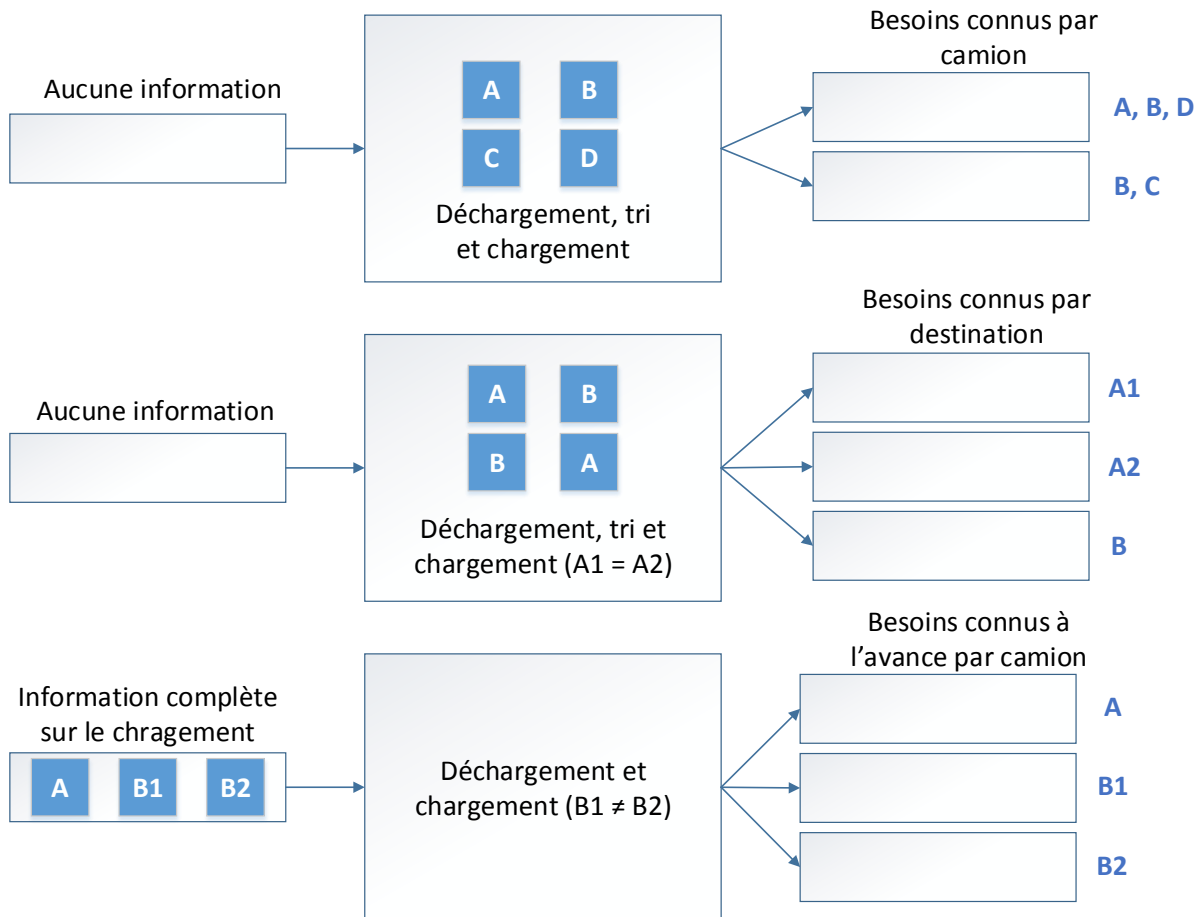 Aucune information
A
B
C
D
Déchargement, tri
et chargement
Besoins connus par
camion
A, B, D
B, C
Aucune information
A
B
B
A
Déchargement, tri et
chargement (A1 = A2)
Besoins connus par
destination
A1
A2
B
Information complète
sur le chragement
A
B1
B2
Déchargement et
chargement (B1 ≠ B2)
Besoins connus à
l'avance par camion
A
B1
B2